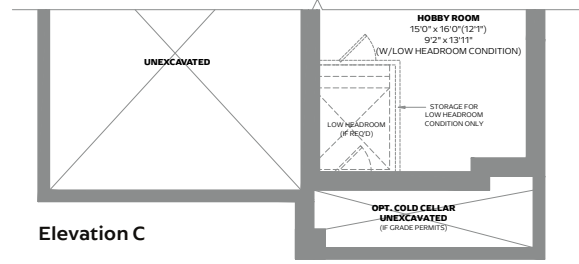 HOBBY ROOM
15'0" x 16'0"(12'1")
9'2" x 13'11"
(W/LOW HEADROOM CONDITION)
UNEXCAVATED
STORAGE FOR
LOW HEADROOM
CONDITION ONLY
LOW HEADROOM
(IF REQ'D)
OPT. COLD CELLAR
UNEXCAVATED
(IF GRADE PERMITS)
Elevation C